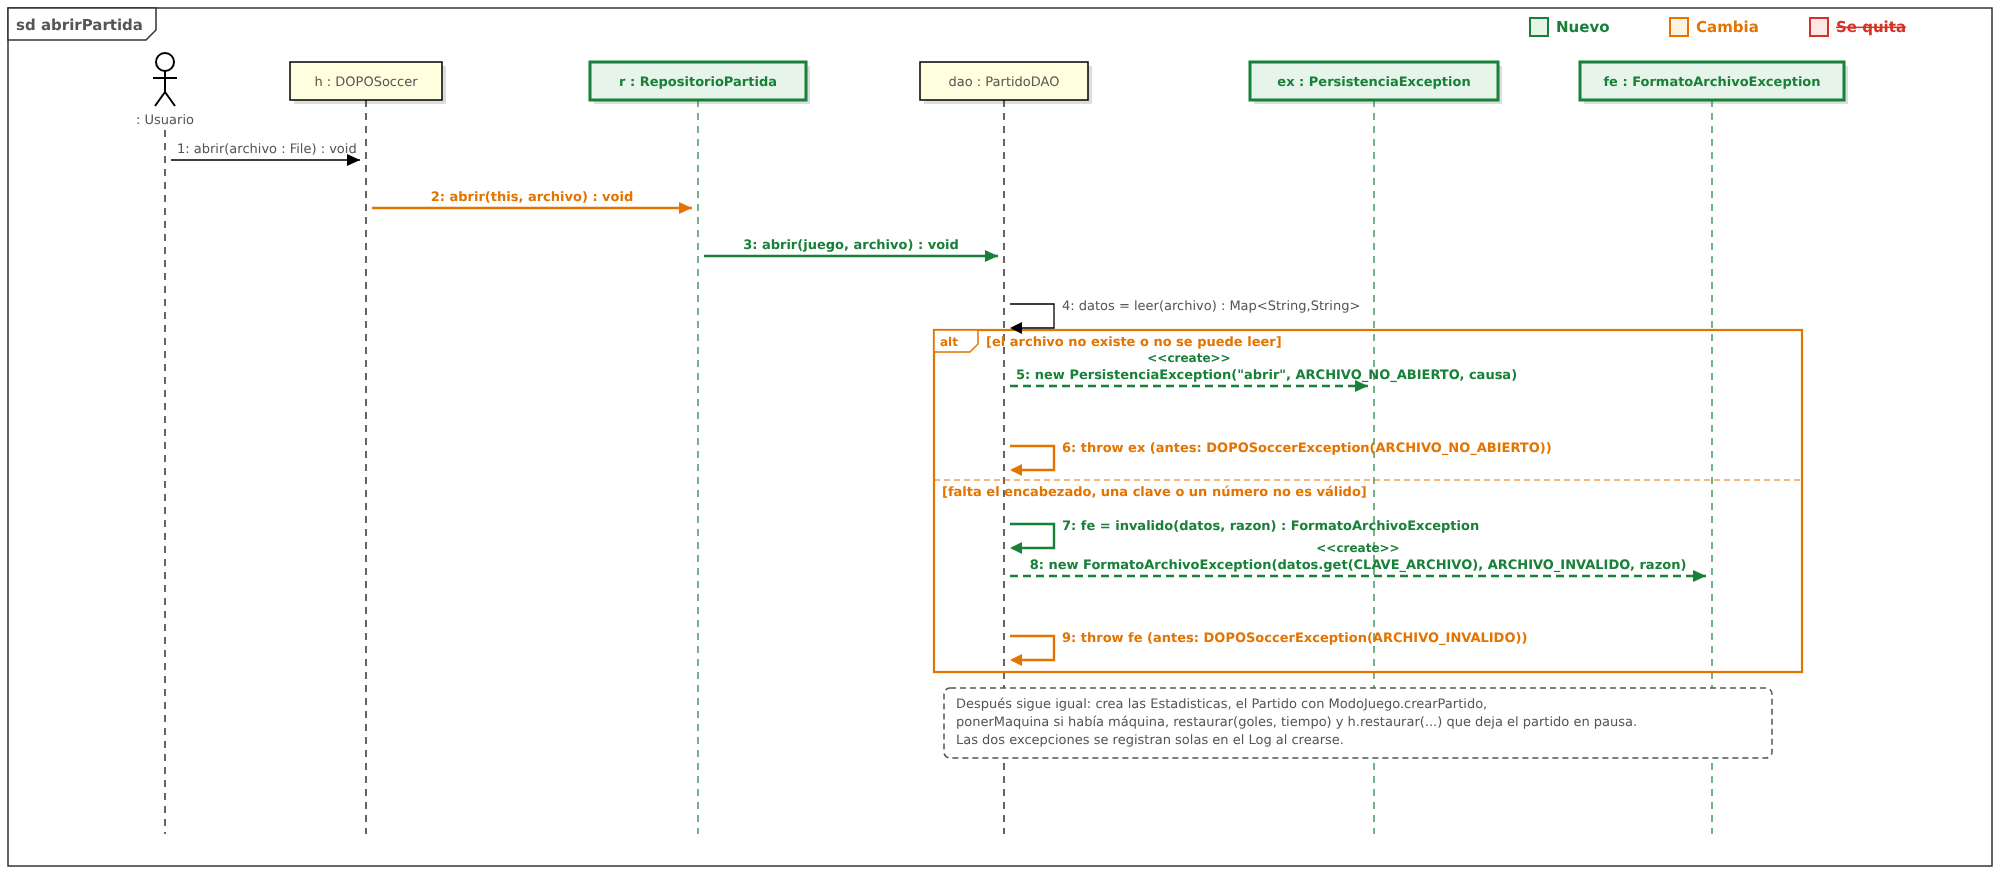 sd abrirPartida
Nuevo
Cambia
Se quita
h : DOPOSoccer
r : RepositorioPartida
dao : PartidoDAO
ex : PersistenciaException
fe : FormatoArchivoException
: Usuario
1: abrir(archivo : File) : void
2: abrir(this, archivo) : void
3: abrir(juego, archivo) : void
4: datos = leer(archivo) : Map<String,String>
alt
[el archivo no existe o no se puede leer]
<<create>>
5: new PersistenciaException("abrir", ARCHIVO_NO_ABIERTO, causa)
6: throw ex (antes: DOPOSoccerException(ARCHIVO_NO_ABIERTO))
[falta el encabezado, una clave o un número no es válido]
7: fe = invalido(datos, razon) : FormatoArchivoException
<<create>>
8: new FormatoArchivoException(datos.get(CLAVE_ARCHIVO), ARCHIVO_INVALIDO, razon)
9: throw fe (antes: DOPOSoccerException(ARCHIVO_INVALIDO))
Después sigue igual: crea las Estadisticas, el Partido con ModoJuego.crearPartido,
ponerMaquina si había máquina, restaurar(goles, tiempo) y h.restaurar(...) que deja el partido en pausa.
Las dos excepciones se registran solas en el Log al crearse.